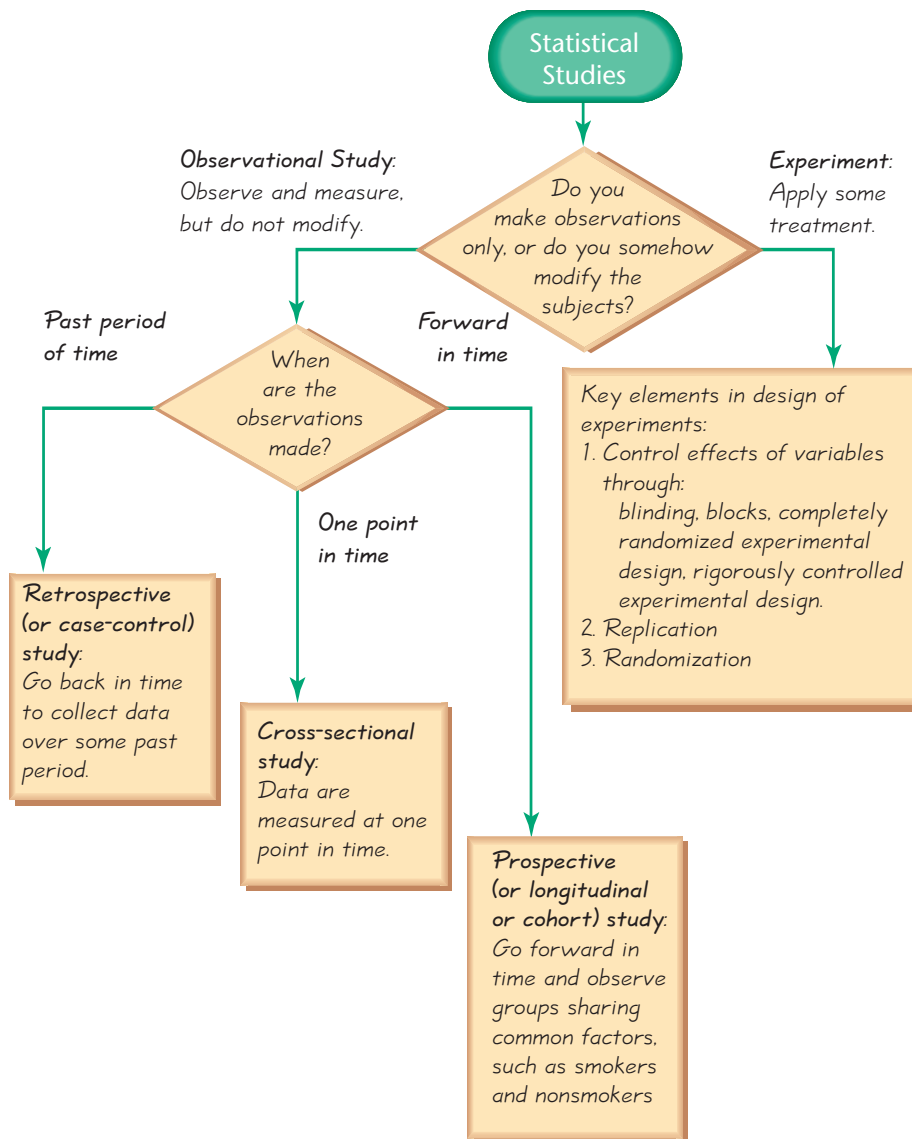 Statistical
Studies
Observational Study:
Observe and measure,
but do not modify.
Do you
make observations
only, or do you somehow
modify the
subjects?
Experiment:
Apply some
treatment.
Past period
of time
When
are the
observations
made?
Forward
in time
One point
in time
Key elements in design of
experiments:
1. Control effects of variables
through:
blinding, blocks, completely
randomized experimental
design, rigorously controlled
experimental design.
2. Replication
3. Randomization
Retrospective
(or case-control)
study:
Go back in time
to collect data
over some past
period.
Cross-sectional
study:
Data are
measured at one
point in time.
Prospective
(or longitudinal
or cohort) study:
Go forward in
time and observe
groups sharing
common factors,
such as smokers
and nonsmokers